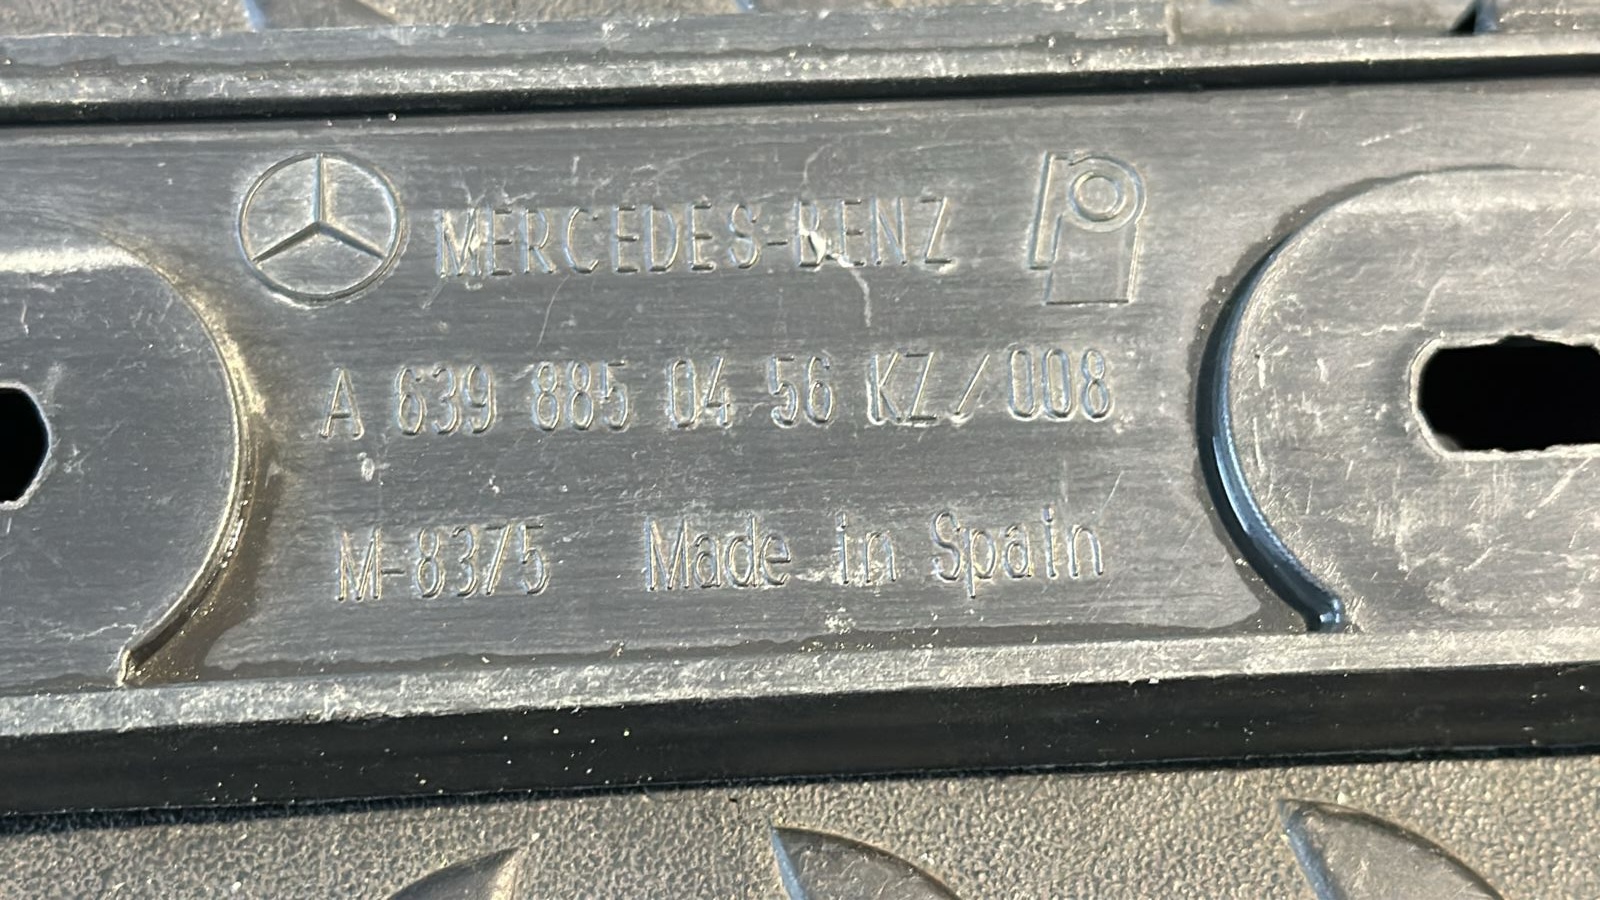 MERCEDES-BENZ
A 639 885 04 56 KZ/008
M-8375 Made in Spain